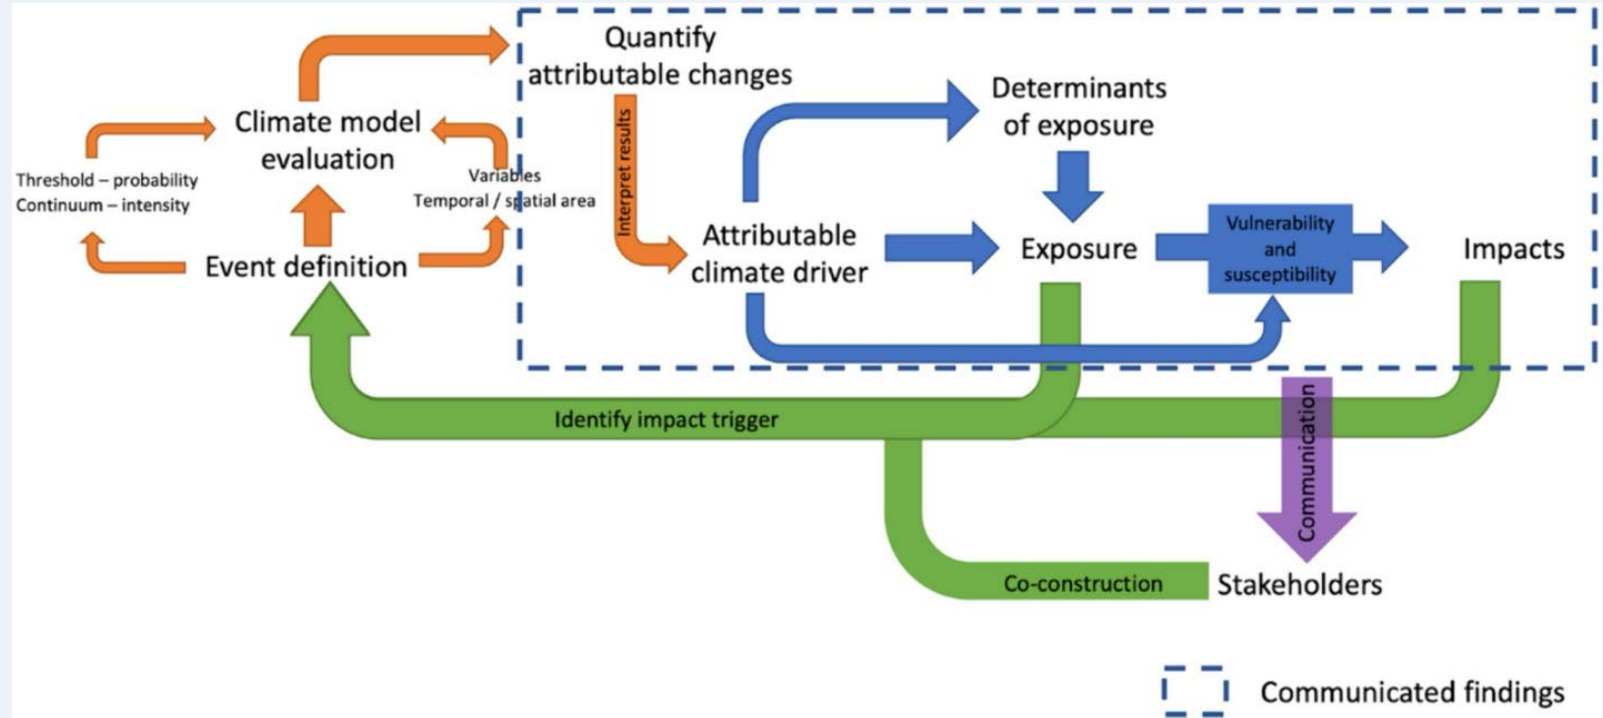 Quantify
attributable changes
Determinants
of exposure
Climate model
evaluation
Interpret results
Threshold – probability
Continuum – intensity
Variables
Temporal / spatial area
Event definition
Attributable
climate driver
Exposure
Vulnerability
and
susceptibility
Impacts
Identify impact trigger
Communication
Co-construction
Stakeholders
Communicated findings